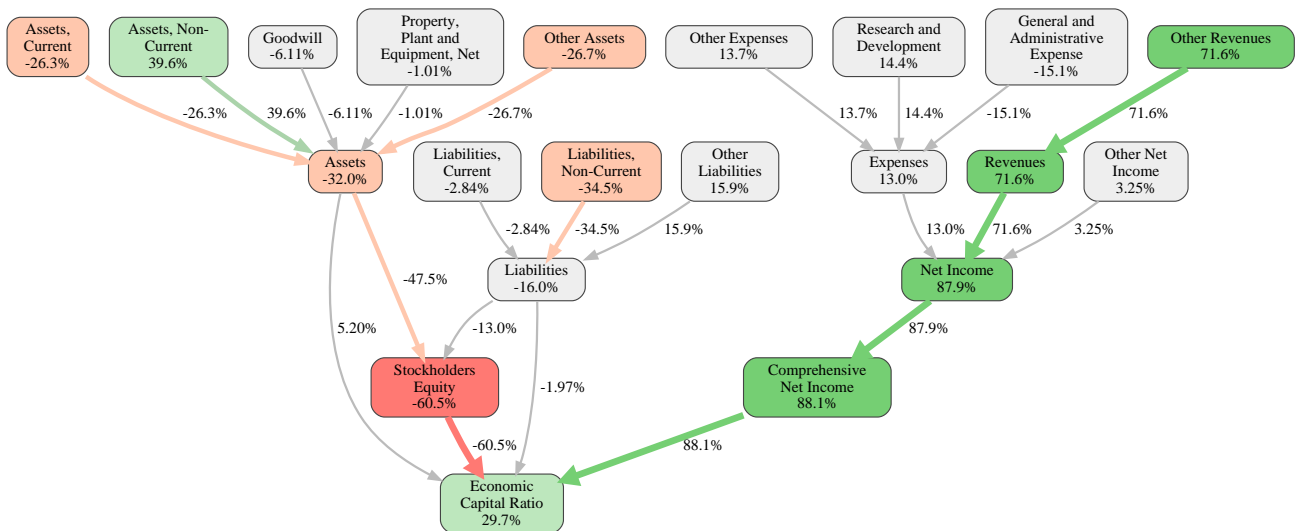 Assets,
Current
-26.3%
Assets, Non-
Current
39.6%
Goodwill
-6.11%
Property,
Plant and
Equipment, Net
-1.01%
Other Assets
-26.7%
Other Expenses
13.7%
Research and
Development
14.4%
General and
Administrative
Expense
-15.1%
Other Revenues
71.6%
-26.3%
39.6%
-6.11%
-1.01%
-26.7%
13.7%
14.4%
-15.1%
71.6%
Assets
-32.0%
Liabilities,
Current
-2.84%
Liabilities,
Non-Current
-34.5%
Other
Liabilities
15.9%
Expenses
13.0%
Revenues
71.6%
Other Net
Income
3.25%
-2.84%
-34.5%
15.9%
13.0%
71.6%
3.25%
Liabilities
-16.0%
Net Income
87.9%
-47.5%
5.20%
-13.0%
87.9%
Stockholders
Equity
-60.5%
-1.97%
Comprehensive
Net Income
88.1%
-60.5%
88.1%
Economic
Capital Ratio
29.7%